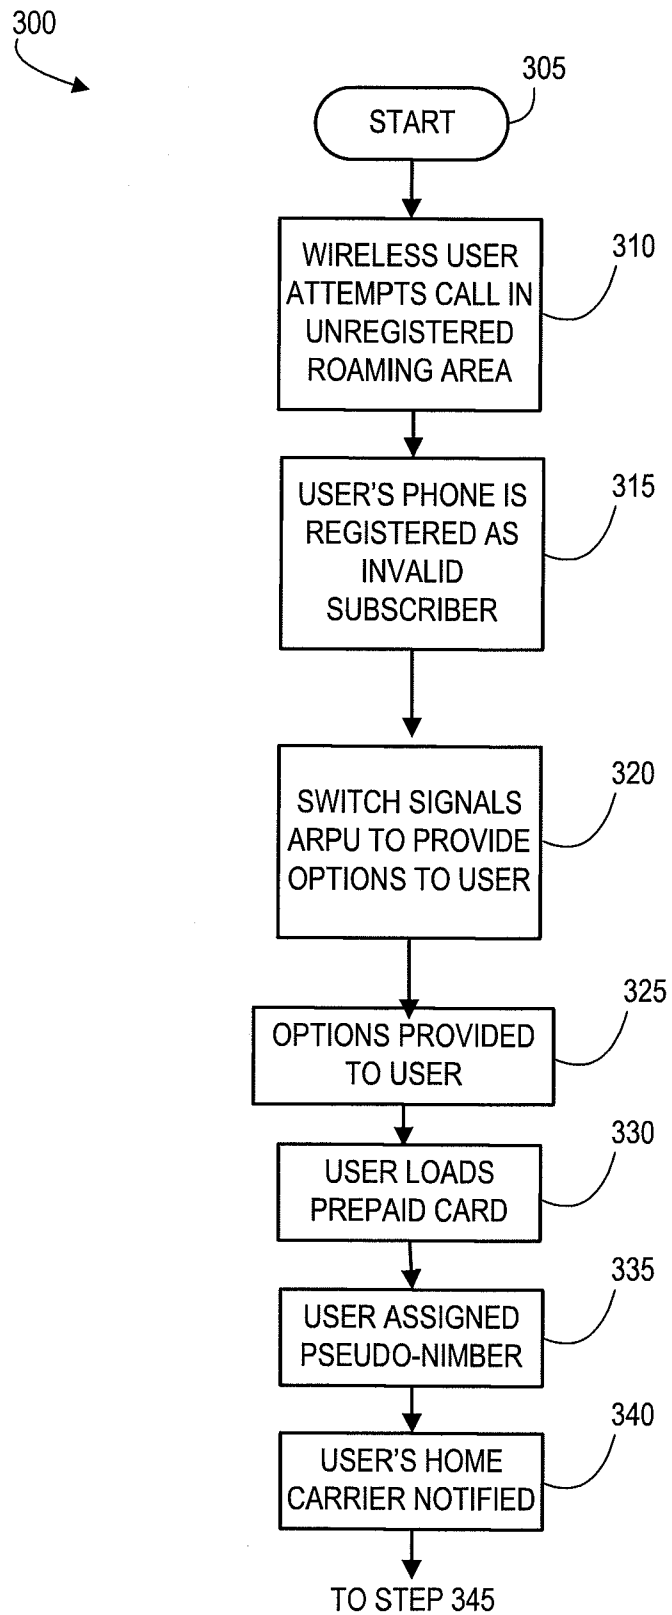 300
305
START
310
WIRELESS USER
ATTEMPTS CALL IN
UNREGISTERED
ROAMING AREA
315
USER'S PHONE IS
REGISTERED AS
INVALID
SUBSCRIBER
320
SWITCH SIGNALS
ARPU TO PROVIDE
OPTIONS TO USER
325
OPTIONS PROVIDED
TO USER
330
USER LOADS
PREPAID CARD
335
USER ASSIGNED
PSEUDO-NIMBER
340
USER'S HOME
CARRIER NOTIFIED
TO STEP 345